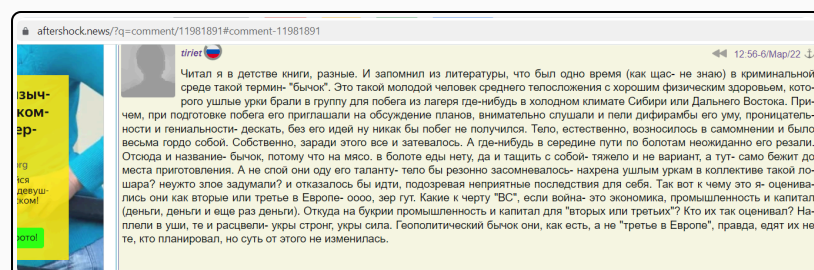 aftershock.news/?q=comment/11981891#comment-11981891
tiriet
12:56-6/Мар/22
Читал я в детстве книги, разные. И запомнил из литературы, что был одно время (как щас- не знаю) в криминальной
среде такой термин- "бычок". Это такой молодой человек среднего телосложения с хорошим физическим здоровьем, кото-
рого ушлые урки брали в группу для побега из лагеря где-нибудь в холодном климате Сибири или Дальнего Востока. При-
чем, при подготовке побега его приглашали на обсуждение планов, внимательно слушали и пели дифирамбы его уму, проницатель-
ности и гениальности- дескать, без его идей ну никак бы побег не получился. Тело, естественно, возносилось в самомнении и было
весьма гордо собой. Собственно, заради этого все и затевалось. А где-нибудь в середине пути по болотам неожиданно его резали.
Отсюда и название- бычок, потому что на мясо. в болоте еды нету, да и тащить с собой- тяжело и не вариант, а тут- само бежит до
места приготовления. А не спой они оду его таланту- тело бы резонно засомневалось- нахрена ушлым уркам в коллективе такой ло-
шара? неужто злое задумали? и отказалось бы идти, подозревая неприятные последствия для себя. Так вот к чему это я- оценива-
лись они как вторые или третье в Европе- оооо, зер гут. Какие к черту "ВС", если война- это экономика, промышленность и капитал
(деньги, деньги и еще раз деньги). Откуда на букрии промышленность и капитал для "вторых или третьих"? Кто их так оценивал? На-
плели в уши, те и расцвели- укры стронг, укры сила. Геополитический бычок они, как есть, а не "третье в Европе", правда, едят их не
те, кто планировал, но суть от этого не изменилась.
зыч-
ком-
ер-
arg
йся
девуш-
ском!
рото!